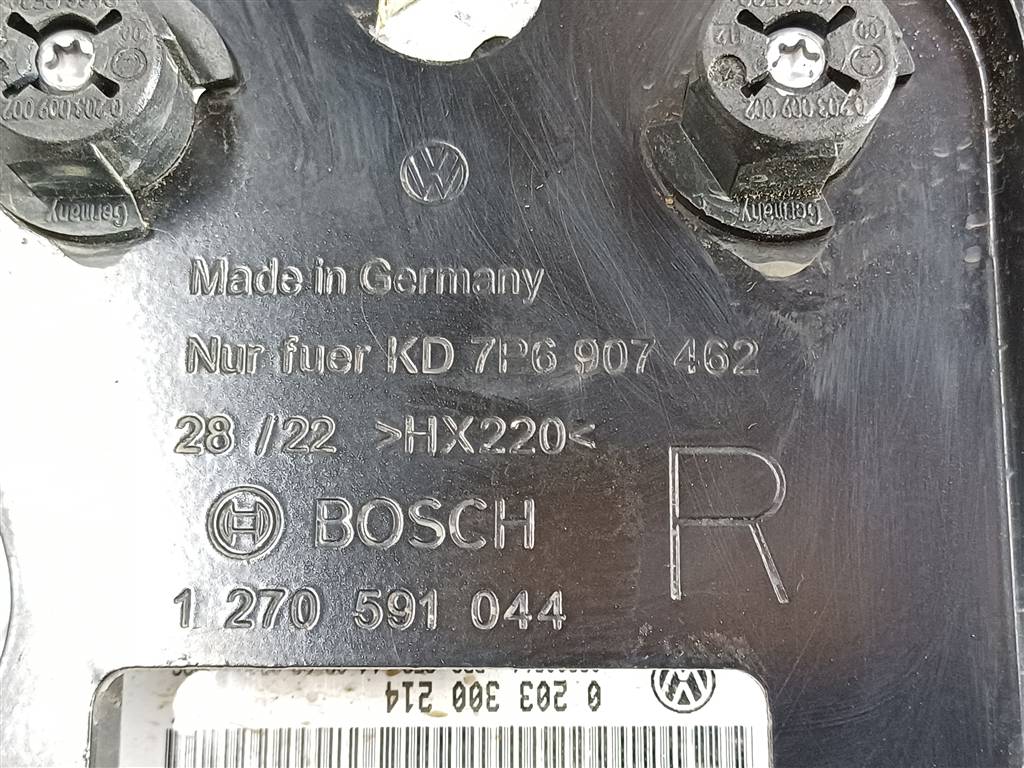 0 203 009 002
Germany
0 203 009 002
Germany
Made in Germany
Nur fuer KD 7P6 907 462
28 / 22 >HX220<
BOSCH
1 270 591 044
R
0 203 300 214